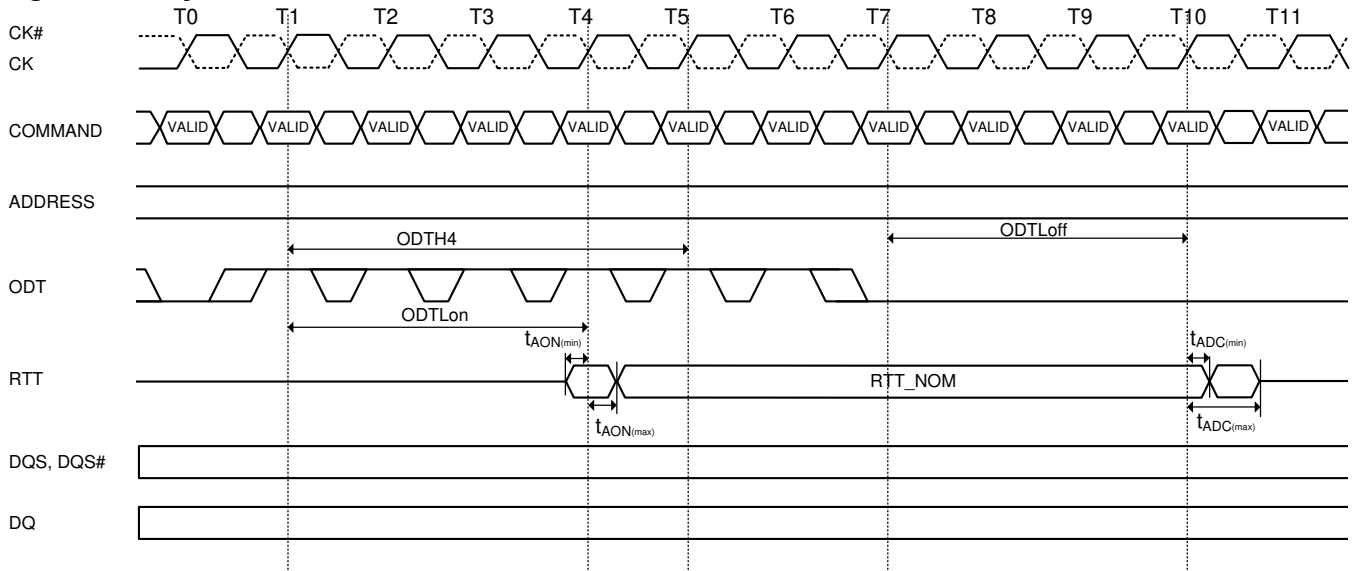 T0 T1 T2 T3 T4 T5 T6 T7 T8 T9 T10 T11
CK#
CK
COMMAND VALID VALID VALID VALID VALID VALID VALID VALID VALID VALID VALID VALID
ADDRESS
ODTH4 ODTLoff
ODT
ODTLon
tAON(min) tADC(min)
RTT RTT_NOM
tAON(max) tADC(max)
DQS, DQS#
DQ